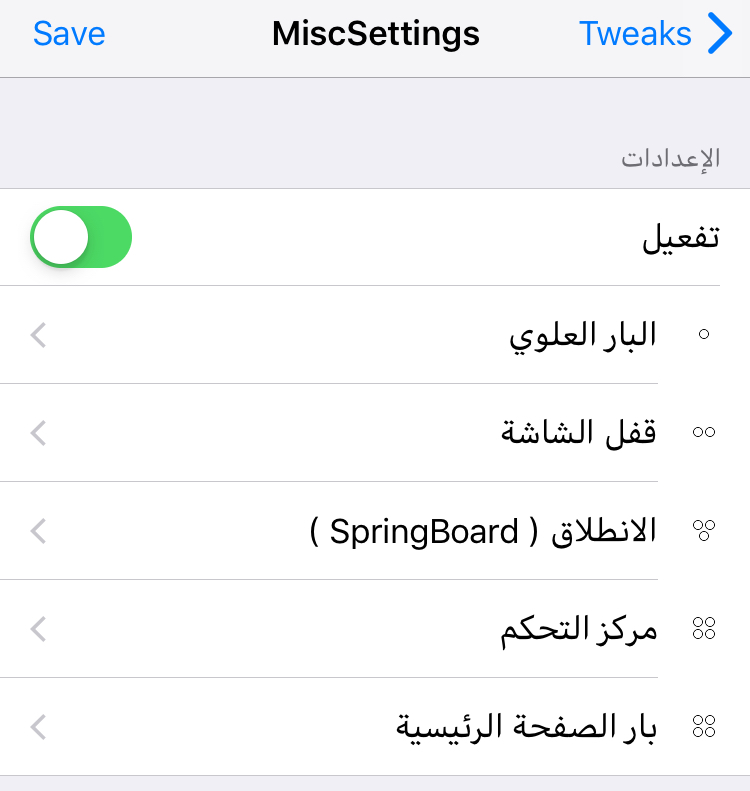 Save MiscSettings Tweaks
الإعدادات
تفعيل
البار العلوي
قفل الشاشة
الانطلاق ( SpringBoard )
مركز التحكم
بار الصفحة الرئيسية